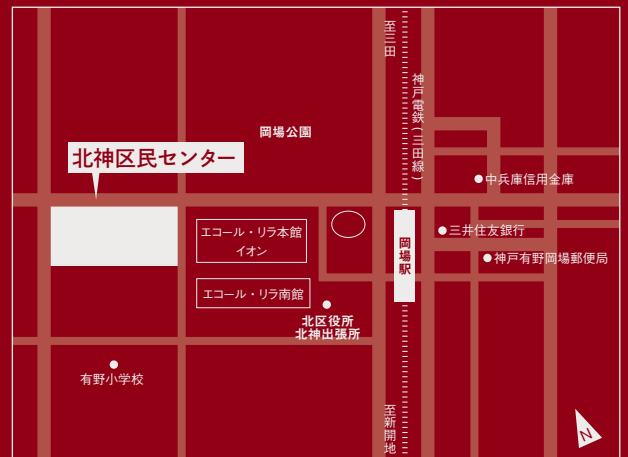 至三田
神戸電鉄(三田線)
岡場公園
北神区民センター
中兵庫信用金庫
エコール・リラ本館
イオン
岡場駅
三井住友銀行
神戸有野岡場郵便局
エコール・リラ南館
北区役所
北神出張所
有野小学校
至新開地
N